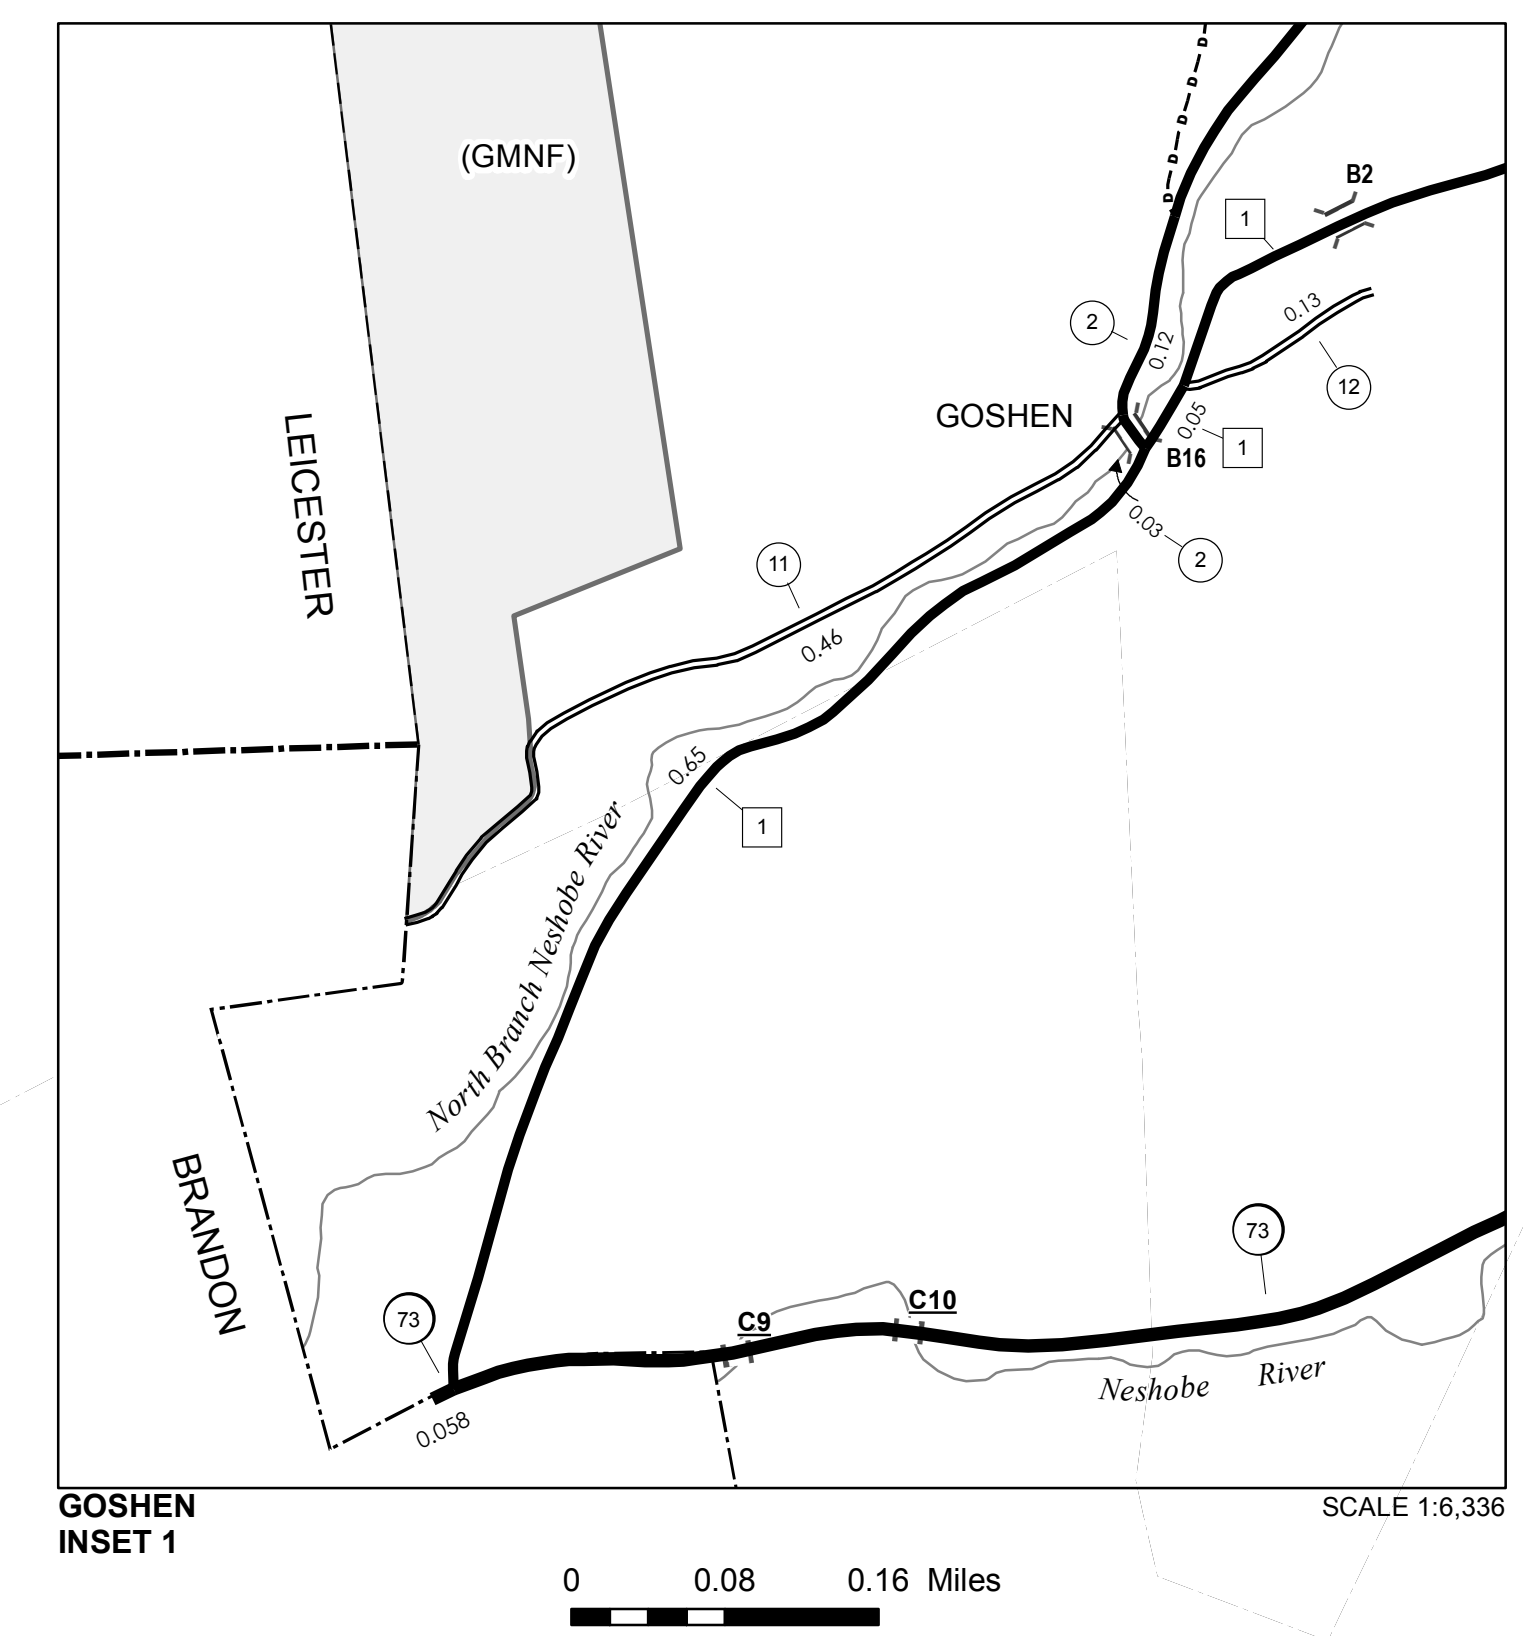 D
D
D
D
D
(GMNF)
B2
1
0.13
2
0.12
12
GOSHEN
0.05
1
B16
LEICESTER
0.03
2
11
0.46
0.65
1
North Branch Neshobe River
BRANDON
73
73
C10
C9
Neshobe River
0.058
GOSHEN
INSET 1
SCALE 1:6,336
0 0.08 0.16 Miles